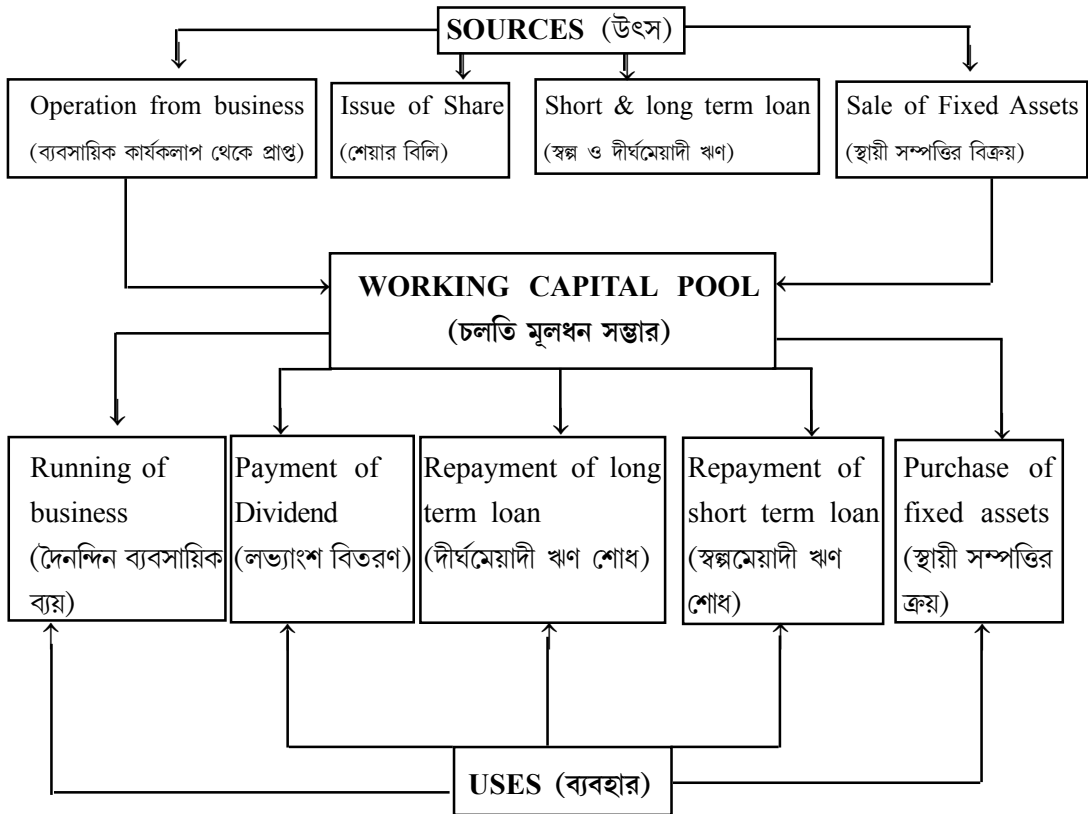 SOURCES (উৎস)
Operation from business
(ব্যবসায়িক কার্যকলাপ থেকে প্রাপ্ত)
Issue of Share
(শেয়ার বিলি)
Short & long term loan
(স্বল্প ও দীর্ঘমেয়াদী ঋণ)
Sale of Fixed Assets
(স্থায়ী সম্পত্তির বিক্রয়)
WORKING CAPITAL POOL
(চলতি মূলধন সম্ভার)
Running of
business
(দৈনন্দিন ব্যবসায়িক
ব্যয়)
Payment of
Dividend
(লভ্যাংশ বিতরণ)
Repayment of long
term loan
(দীর্ঘমেয়াদী ঋণ শোধ)
Repayment of
short term loan
(স্বল্পমেয়াদী ঋণ
শোধ)
Purchase of
fixed assets
(স্থায়ী সম্পত্তির
ক্রয়)
USES (ব্যবহার)